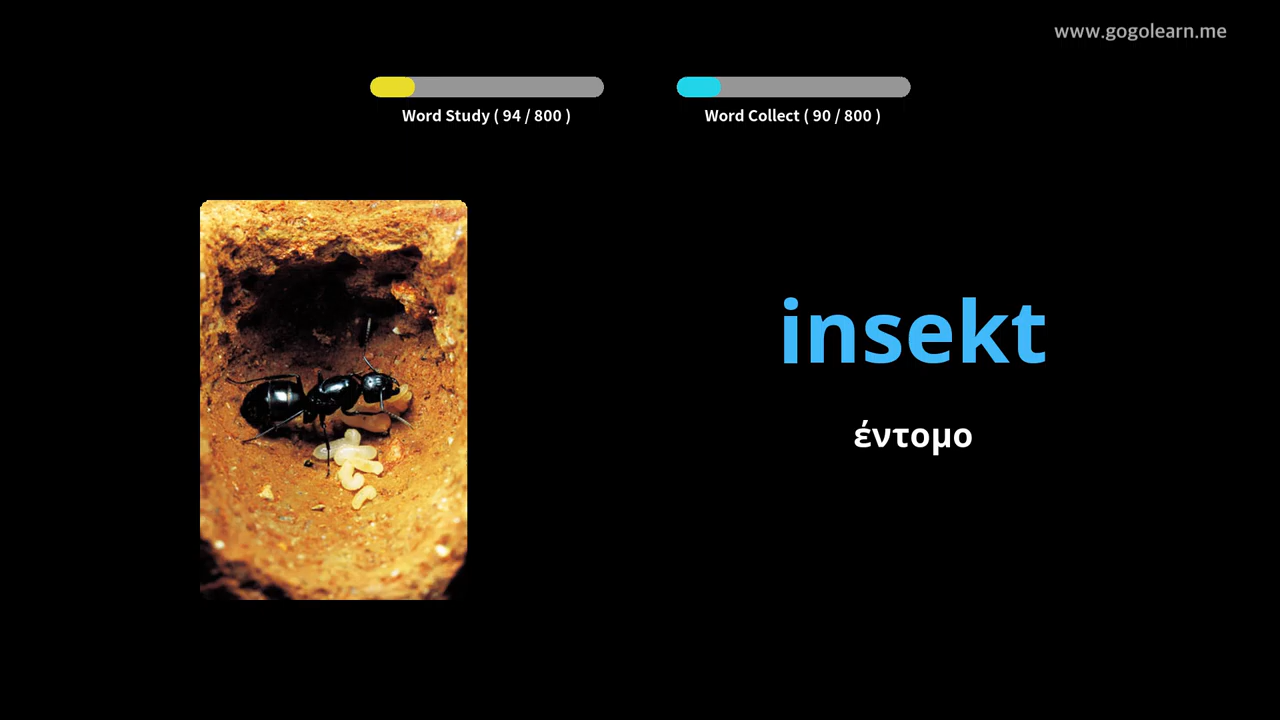 www.gogolearn.me
Word Study ( 94 / 800 )
Word Collect ( 90 / 800 )
insekt
έντομο